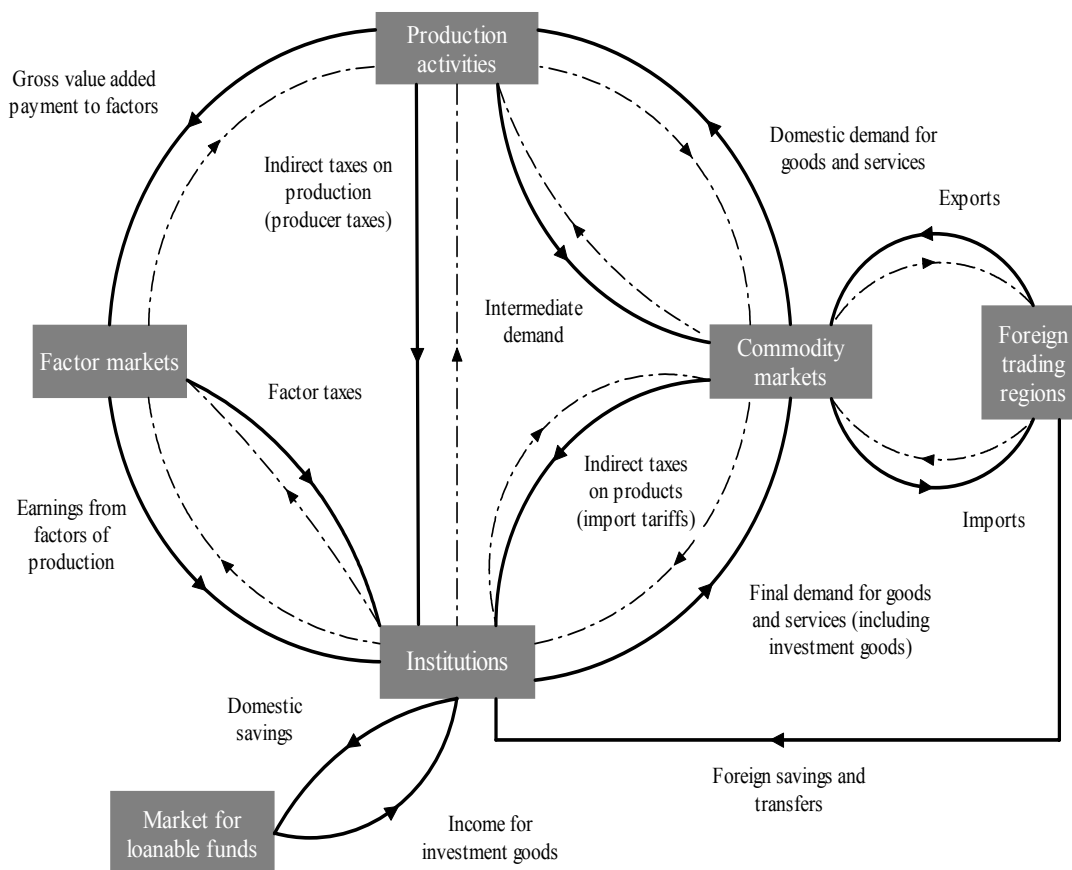 Production
activities
Gross value added
payment to factors
Indirect taxes on
production
(producer taxes)
Domestic demand for
goods and services
Exports
Intermediate
demand
Factor markets
Commodity
markets
Foreign
trading
regions
Factor taxes
Indirect taxes
on products
(import tariffs)
Earnings from
factors of
production
Imports
Final demand for goods
and services (including
investment goods)
Institutions
Domestic
savings
Foreign savings and
transfers
Market for
loanable funds
Income for
investment goods